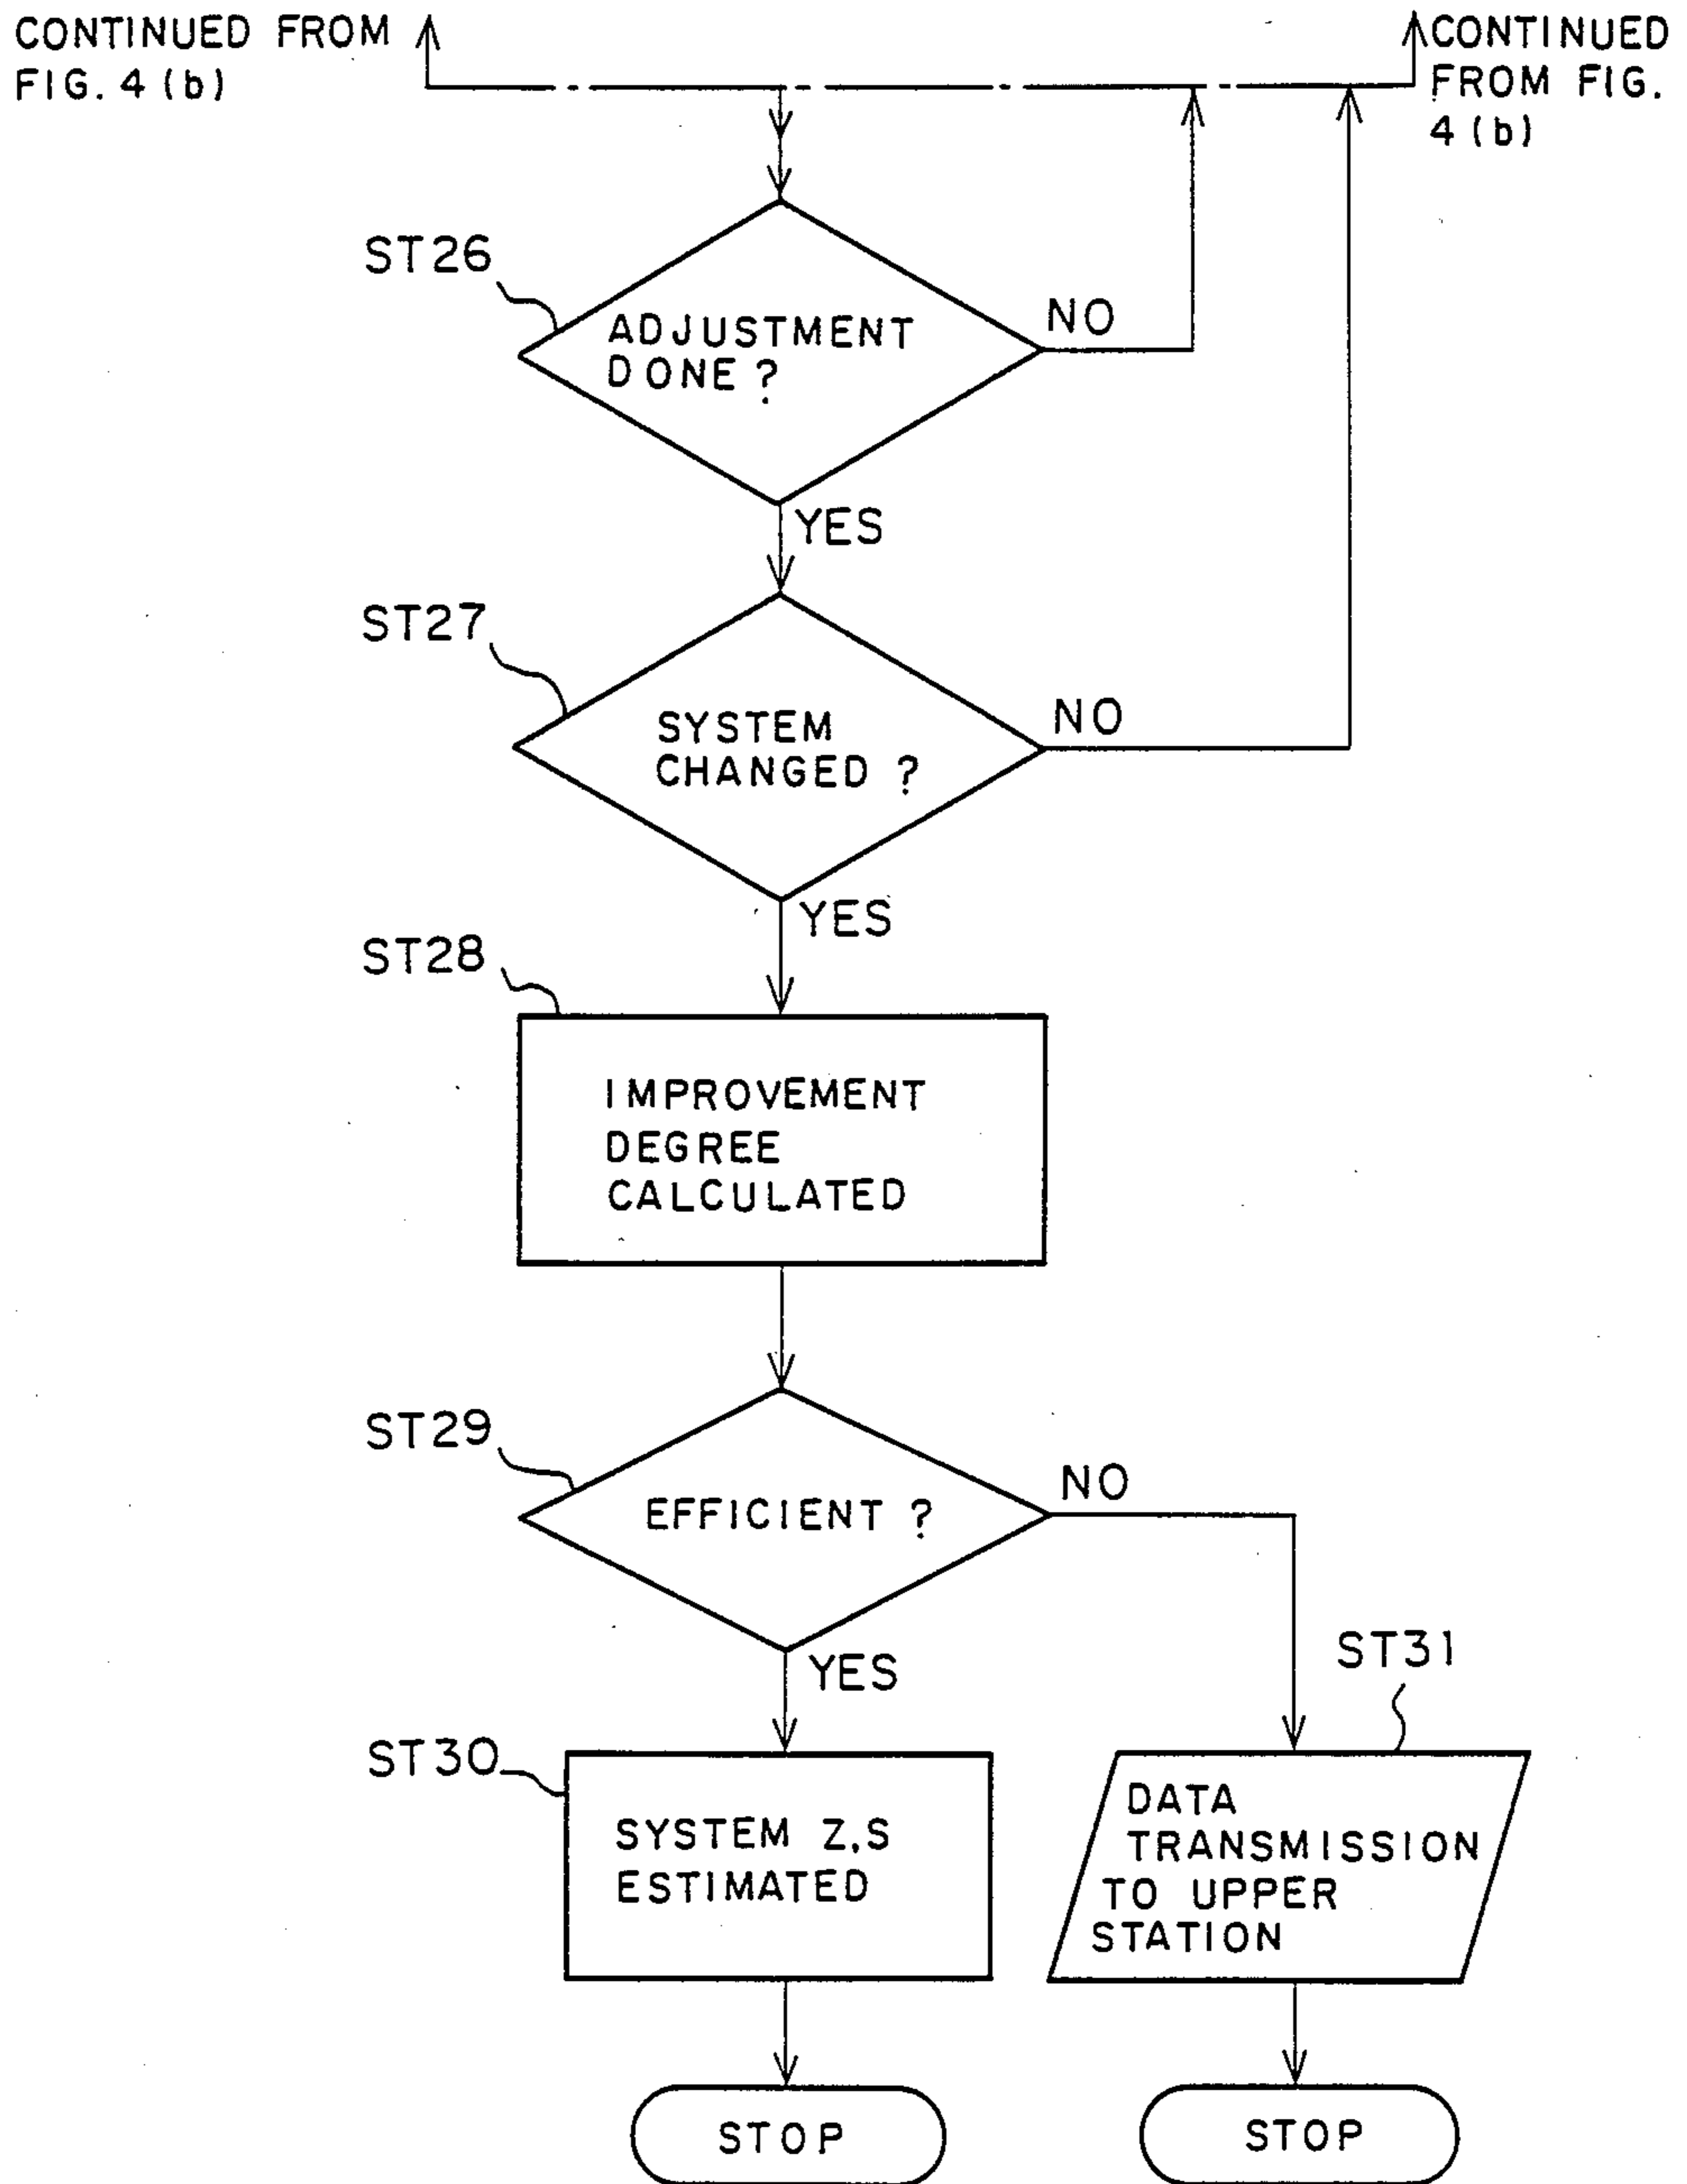 CONTINUED FROM
FIG. 4 (b)
CONTINUED
FROM FIG.
4 (b)
ST26
ADJUSTMENT
DONE ?
NO
YES
ST27
SYSTEM
CHANGED ?
NO
YES
ST28
IMPROVEMENT
DEGREE
CALCULATED
ST29
EFFICIENT ?
NO
YES
ST30
SYSTEM Z,S
ESTIMATED
ST31
DATA
TRANSMISSION
TO UPPER
STATION
STOP
STOP